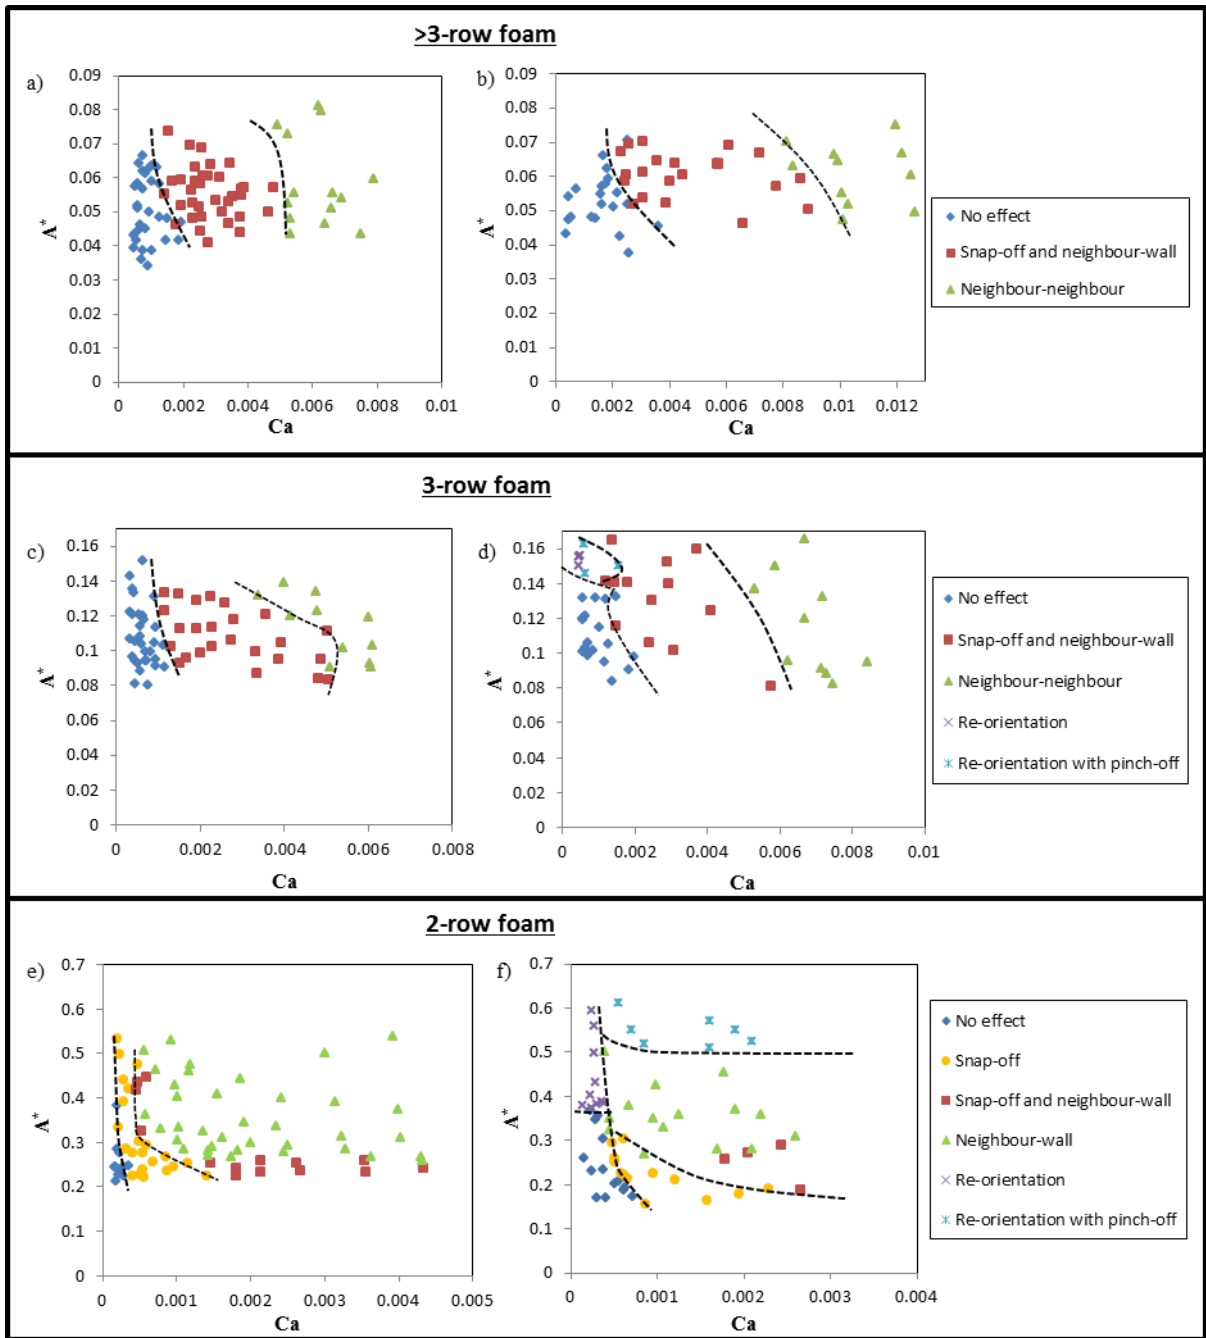 >3-row foam
a)
0.09
0.08
0.07
0.06
0.05
0.04
0.03
0.02
0.01
0
A*
0 0.002 0.004 0.006 0.008 0.01
Ca
b)
0.09
0.08
0.07
0.06
0.05
0.04
0.03
0.02
0.01
0
A*
0 0.002 0.004 0.006 0.008 0.01 0.012
Ca
No effect
Snap-off and neighbour-wall
Neighbour-neighbour
3-row foam
c)
0.16
0.14
0.12
0.1
0.08
0.06
0.04
0.02
0
A*
0 0.002 0.004 0.006 0.008
Ca
d)
0.16
0.14
0.12
0.1
0.08
0.06
0.04
0.02
0
A*
0 0.002 0.004 0.006 0.008 0.01
Ca
No effect
Snap-off and neighbour-wall
Neighbour-neighbour
Re-orientation
Re-orientation with pinch-off
2-row foam
e)
0.7
0.6
0.5
0.4
0.3
0.2
0.1
0
A*
0 0.001 0.002 0.003 0.004 0.005
Ca
f)
0.7
0.6
0.5
0.4
0.3
0.2
0.1
0
A*
0 0.001 0.002 0.003 0.004
Ca
No effect
Snap-off
Snap-off and neighbour-wall
Neighbour-wall
Re-orientation
Re-orientation with pinch-off